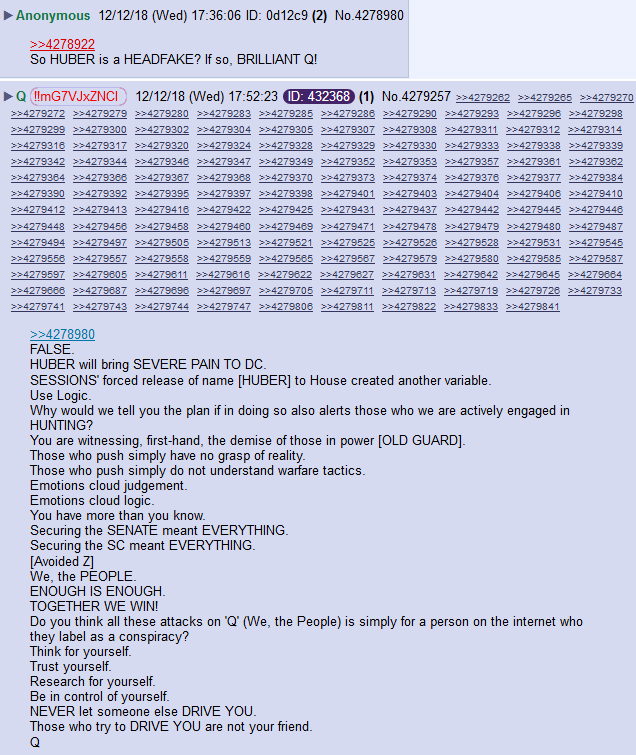 ▶Anonymous 12/12/18 (Wed) 17:36:06 ID: 0d12c9 (2) No.4278980
>>4278922
So HUBER is a HEADFAKE? If so, BRILLIANT Q!
▶Q !!mG7VJxZNCI 12/12/18 (Wed) 17:52:23 ID: 432368 (1) No.4279257 >>4279262 >>4279265 >>4279270
>>4279272 >>4279279 >>4279280 >>4279283 >>4279285 >>4279286 >>4279290 >>4279293 >>4279296 >>4279298
>>4279299 >>4279300 >>4279302 >>4279304 >>4279305 >>4279307 >>4279308 >>4279311 >>4279312 >>4279314
>>4279316 >>4279317 >>4279320 >>4279324 >>4279328 >>4279329 >>4279330 >>4279333 >>4279338 >>4279339
>>4279342 >>4279344 >>4279346 >>4279347 >>4279349 >>4279352 >>4279353 >>4279357 >>4279361 >>4279362
>>4279364 >>4279366 >>4279367 >>4279368 >>4279370 >>4279373 >>4279374 >>4279376 >>4279377 >>4279384
>>4279390 >>4279392 >>4279395 >>4279397 >>4279398 >>4279401 >>4279403 >>4279404 >>4279406 >>4279410
>>4279412 >>4279413 >>4279416 >>4279422 >>4279425 >>4279431 >>4279437 >>4279442 >>4279445 >>4279446
>>4279448 >>4279456 >>4279458 >>4279460 >>4279469 >>4279471 >>4279478 >>4279479 >>4279480 >>4279487
>>4279494 >>4279497 >>4279505 >>4279513 >>4279521 >>4279525 >>4279526 >>4279528 >>4279531 >>4279545
>>4279556 >>4279557 >>4279558 >>4279559 >>4279565 >>4279567 >>4279579 >>4279580 >>4279585 >>4279587
>>4279597 >>4279605 >>4279611 >>4279616 >>4279622 >>4279627 >>4279631 >>4279642 >>4279645 >>4279664
>>4279666 >>4279687 >>4279696 >>4279697 >>4279705 >>4279711 >>4279713 >>4279719 >>4279726 >>4279733
>>4279741 >>4279743 >>4279744 >>4279747 >>4279806 >>4279811 >>4279822 >>4279833 >>4279841
>>4278980
FALSE.
HUBER will bring SEVERE PAIN TO DC.
SESSIONS' forced release of name [HUBER] to House created another variable.
Use Logic.
Why would we tell you the plan if in doing so also alerts those who we are actively engaged in
HUNTING?
You are witnessing, first-hand, the demise of those in power [OLD GUARD].
Those who push simply have no grasp of reality.
Those who push simply do not understand warfare tactics.
Emotions cloud judgement.
Emotions cloud logic.
You have more than you know.
Securing the SENATE meant EVERYTHING.
Securing the SC meant EVERYTHING.
[Avoided Z]
We, the PEOPLE.
ENOUGH IS ENOUGH.
TOGETHER WE WIN!
Do you think all these attacks on 'Q' (We, the People) is simply for a person on the internet who
they label as a conspiracy?
Think for yourself.
Trust yourself.
Research for yourself.
Be in control of yourself.
NEVER let someone else DRIVE YOU.
Those who try to DRIVE YOU are not your friend.
Q